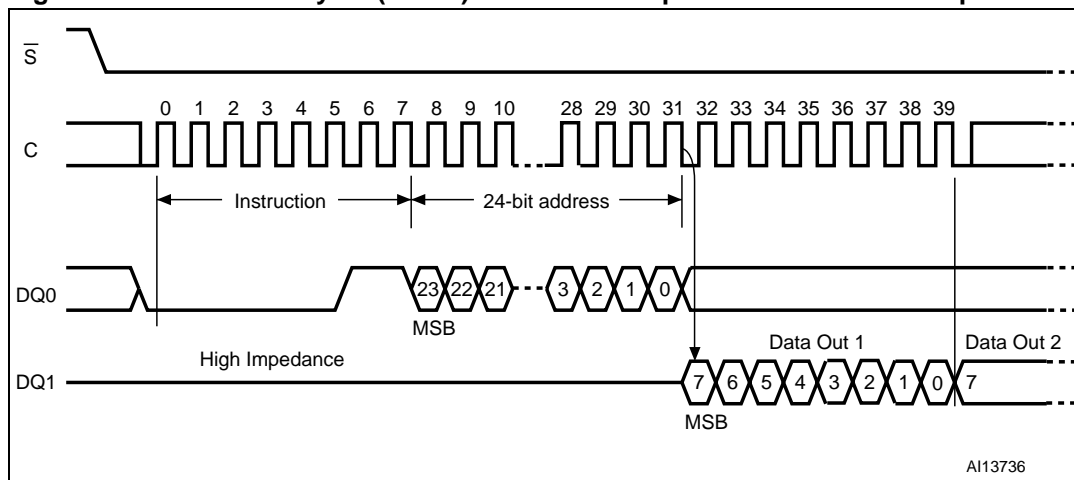 S
0 1 2 3 4 5 6 7 8 9 10 28 29 30 31 32 33 34 35 36 37 38 39
C
Instruction 24-bit address
DQ0 23 22 21 3 2 1 0
MSB
Data Out 1 Data Out 2
High Impedance
DQ1 7 6 5 4 3 2 1 0 7
MSB
AI13736